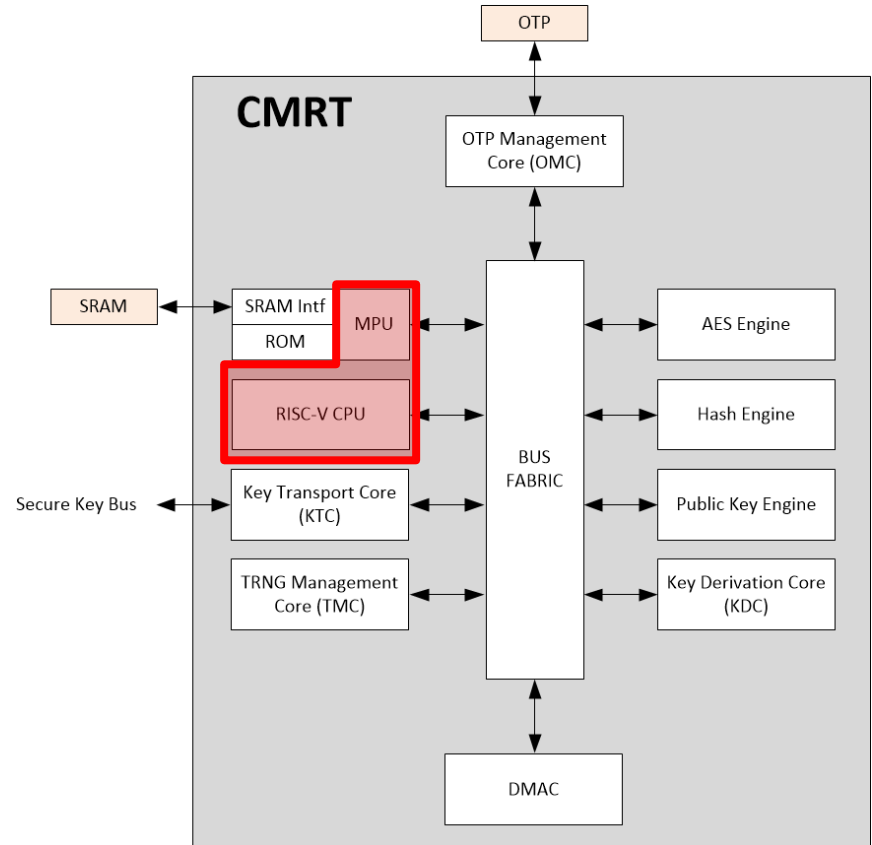 OTP
CMRT
OTP Management
Core (OMC)
SRAM
SRAM Intf
ROM
MPU
AES Engine
RISC-V CPU
Hash Engine
BUS
FABRIC
Secure Key Bus
Key Transport Core
(KTC)
Public Key Engine
TRNG Management
Core (TMC)
Key Derivation Core
(KDC)
DMAC